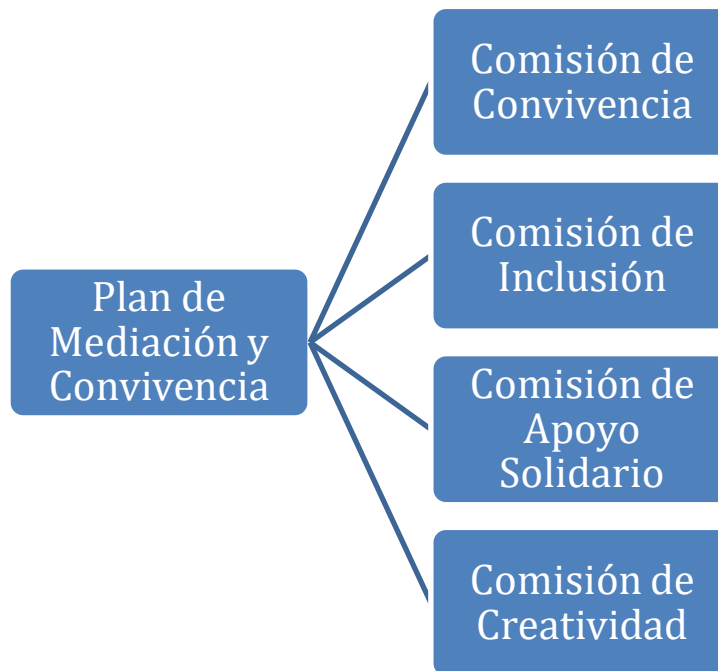 Comisión de
Convivencia
Comisión de
Inclusión
Plan de
Mediación y
Convivencia
Comisión de
Apoyo
Solidario
Comisión de
Creatividad